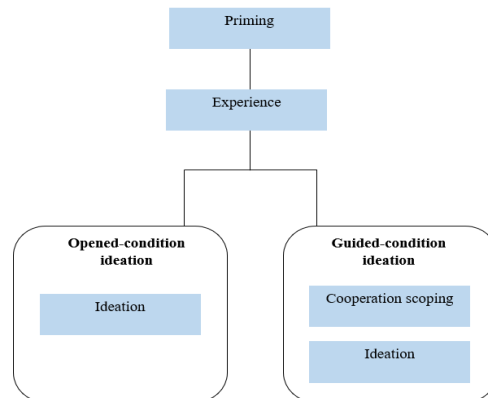 Priming
Experience
Opened-condition
ideation
Ideation
Guided-condition
ideation
Cooperation scoping
Ideation